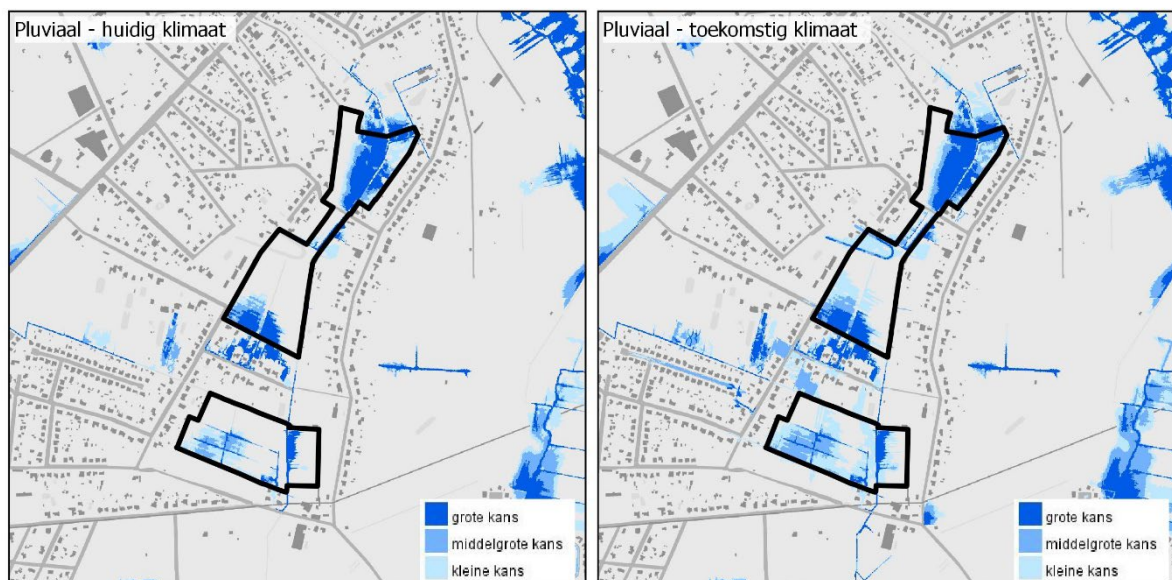 Pluviaal - huidig klimaat
grote kans
middelgrote kans
kleine kans
Pluviaal - toekomstig klimaat
grote kans
middelgrote kans
kleine kans